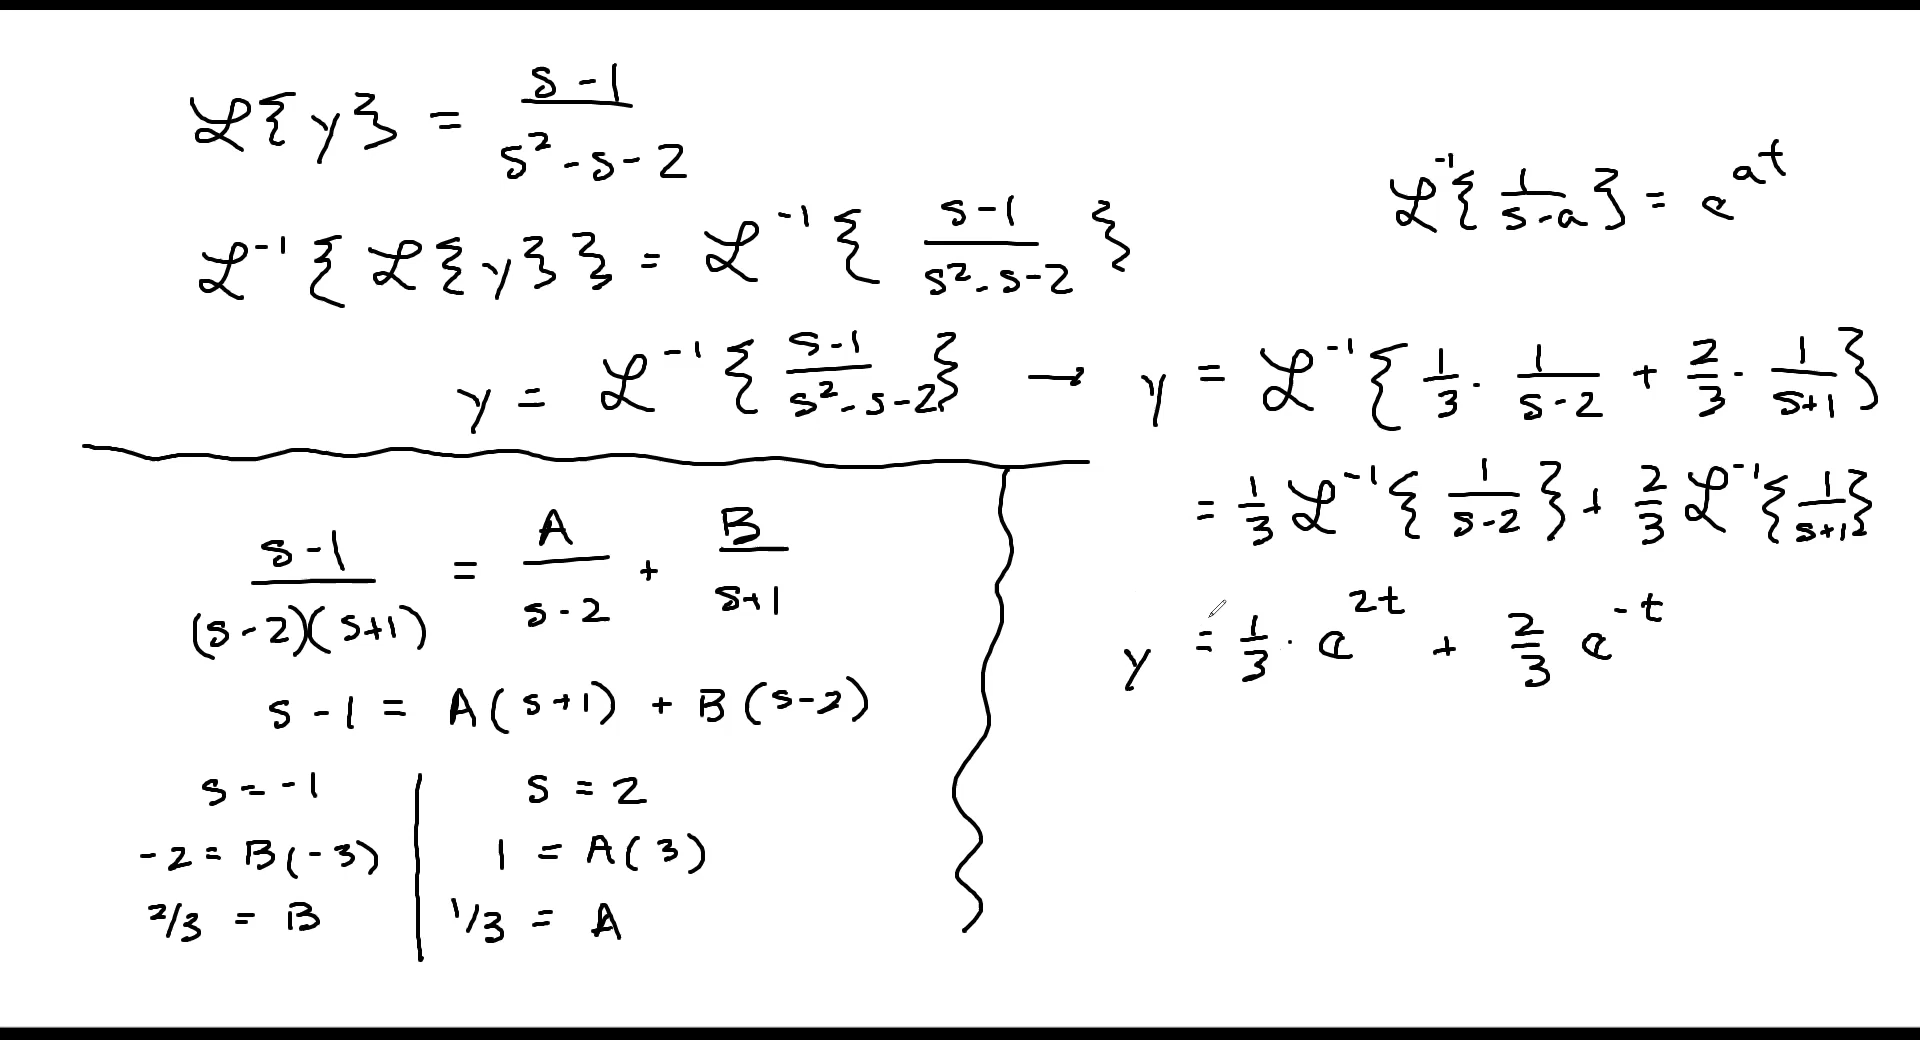 ℒ{y} = (s-1)/(s²-s-2)
ℒ⁻¹{ℒ{y}} = ℒ⁻¹{(s-1)/(s²-s-2)}
y = ℒ⁻¹{(s-1)/(s²-s-2)} →
(s-1)/((s-2)(s+1)) = A/(s-2) + B/(s+1)
s-1 = A(s+1) + B(s-2)
s=-1
-2 = B(-3)
2/3 = B
s = 2
1 = A(3)
1/3 = A
ℒ⁻¹{1/(s-a)} = e^(at)
y = ℒ⁻¹{1/3 · 1/(s-2) + 2/3 · 1/(s+1)}
= 1/3 ℒ⁻¹{1/(s-2)} + 2/3 ℒ⁻¹{1/(s+1)}
y = 1/3 · e^(2t) + 2/3 e^(-t)